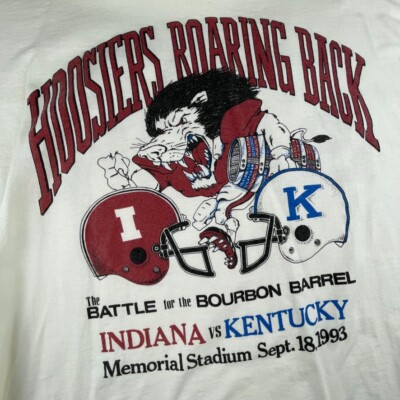 HOOSIERS ROARING BACK
I
K
The BATTLE for the BOURBON BARREL
INDIANA VS KENTUCKY
Memorial Stadium Sept. 18, 1993